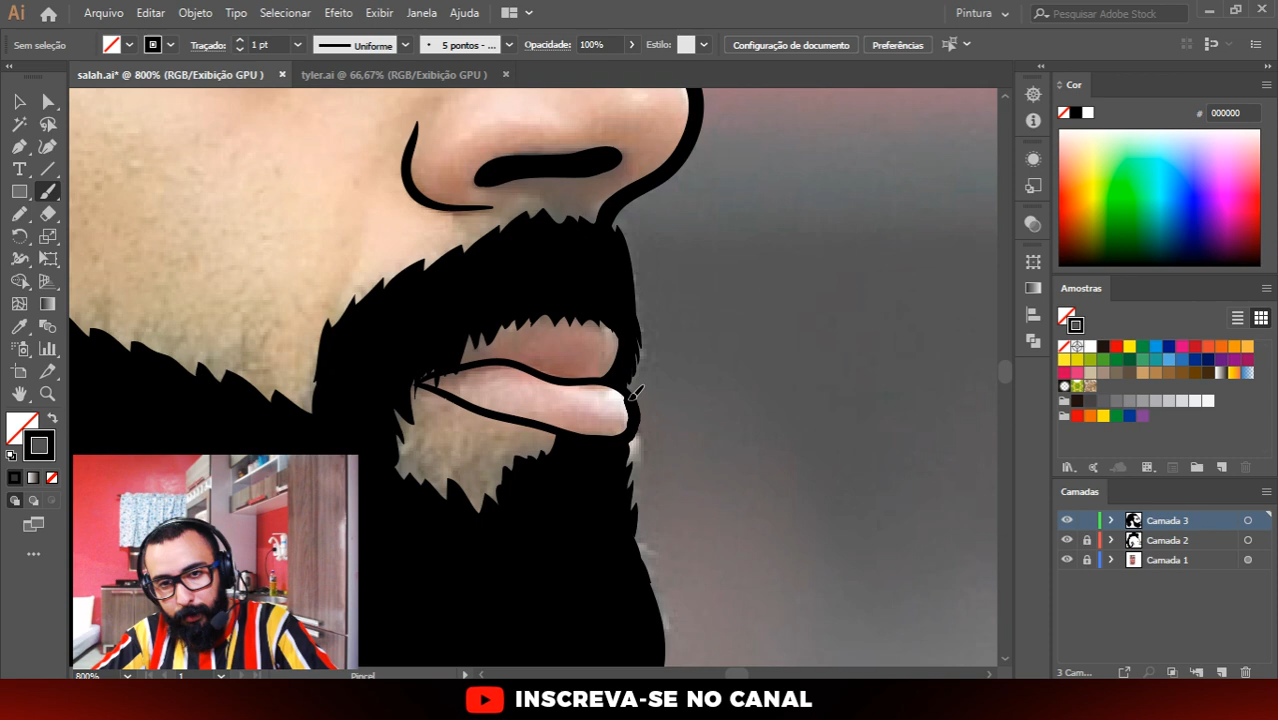 Ai
Arquivo Editar Objeto Tipo Selecionar Efeito Exibir Janela Ajuda
Pintura
Pesquisar Adobe Stock
Sem seleção
Traçado: 1 pt
Uniforme
5 pontos - ...
Opacidade: 100%
Estilo:
Configuração de documento
Preferências
salah.ai* @ 800% (RGB/Exibição GPU )
tyler.ai @ 66,67% (RGB/Exibição GPU )
Cor
# 000000
Amostras
Camadas
Camada 3
Camada 2
Camada 1
3 Cam...
800%
1
Pincel
INSCREVA-SE NO CANAL